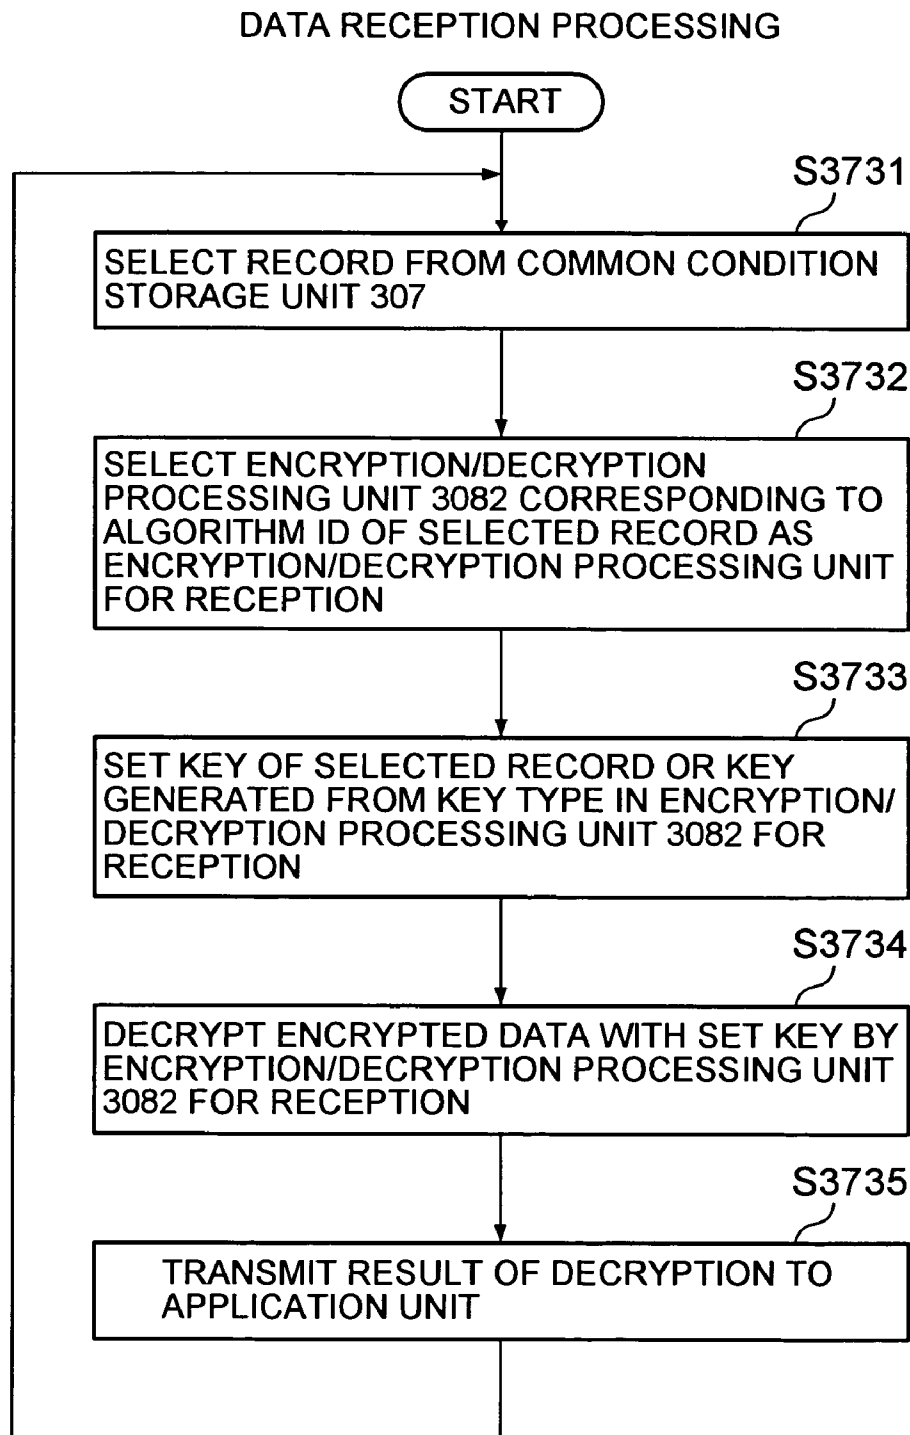 DATA RECEPTION PROCESSING
START
S3731
SELECT RECORD FROM COMMON CONDITION
STORAGE UNIT 307
S3732
SELECT ENCRYPTION/DECRYPTION
PROCESSING UNIT 3082 CORRESPONDING TO
ALGORITHM ID OF SELECTED RECORD AS
ENCRYPTION/DECRYPTION PROCESSING UNIT
FOR RECEPTION
S3733
SET KEY OF SELECTED RECORD OR KEY
GENERATED FROM KEY TYPE IN ENCRYPTION/
DECRYPTION PROCESSING UNIT 3082 FOR
RECEPTION
S3734
DECRYPT ENCRYPTED DATA WITH SET KEY BY
ENCRYPTION/DECRYPTION PROCESSING UNIT
3082 FOR RECEPTION
S3735
TRANSMIT RESULT OF DECRYPTION TO
APPLICATION UNIT